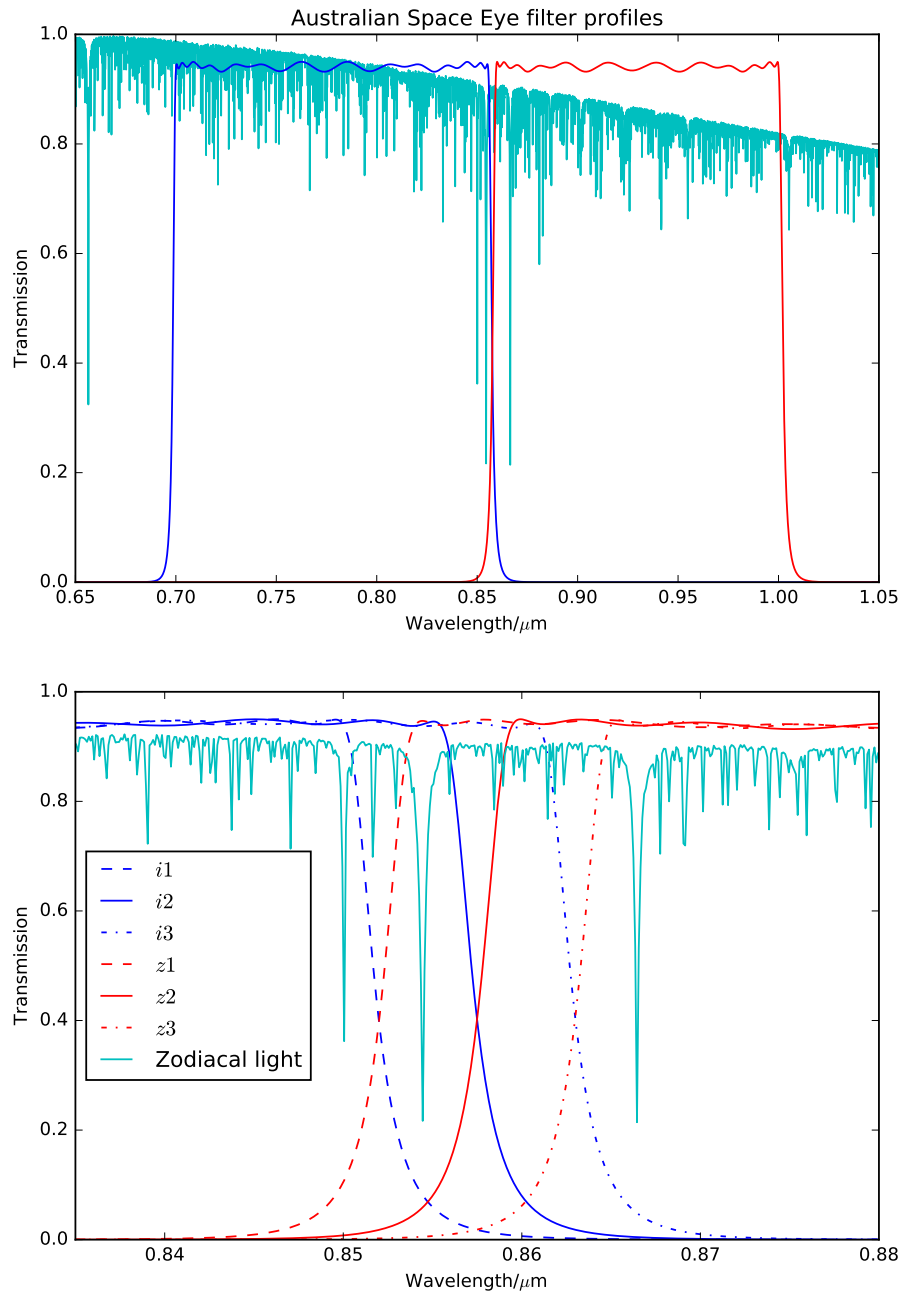 Australian Space Eye filter profiles
1.0
0.8
0.6
0.4
0.2
0.0
Transmission
0.65 0.70 0.75 0.80 0.85 0.90 0.95 1.00 1.05
Wavelength/μm
1.0
0.8
0.6
0.4
0.2
0.0
Transmission
i1
i2
i3
z1
z2
z3
Zodiacal light
0.84 0.85 0.86 0.87 0.88
Wavelength/μm